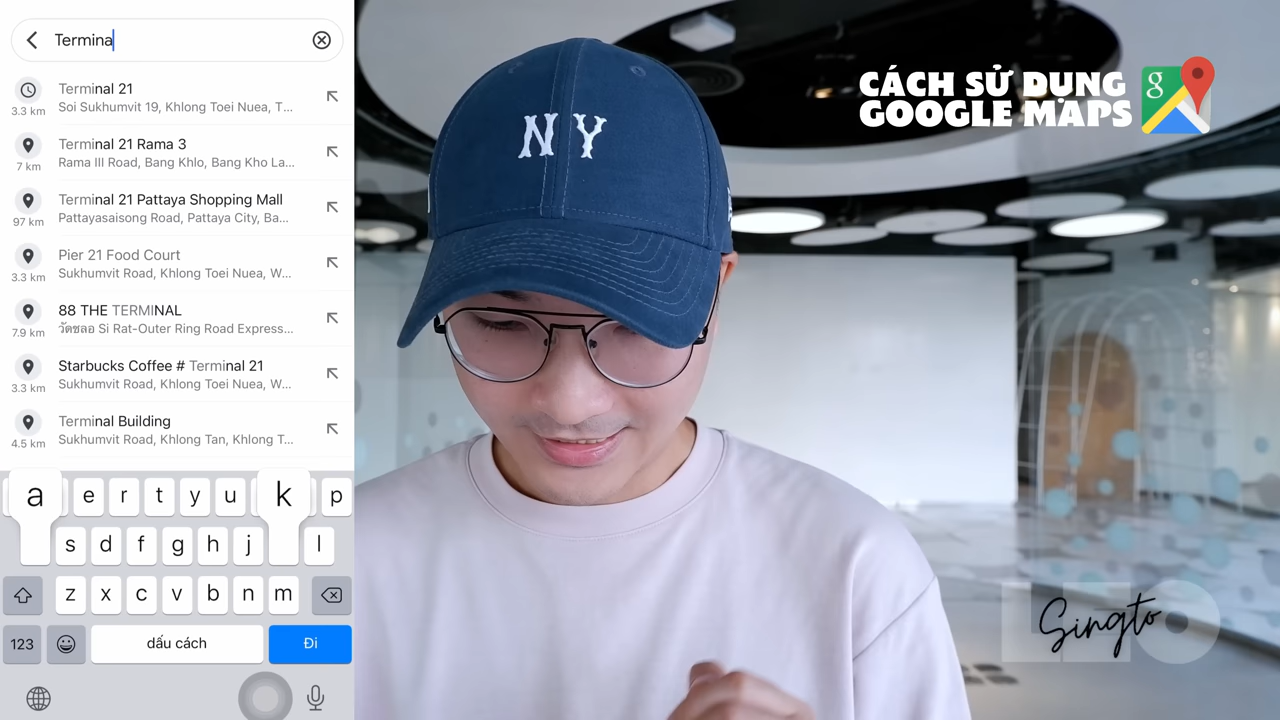 Termina
Terminal 21
3.3 km
Soi Sukhumvit 19, Khlong Toei Nuea, T...
Terminal 21 Rama 3
7 km
Rama III Road, Bang Khlo, Bang Kho La...
Terminal 21 Pattaya Shopping Mall
97 km
Pattayasaisong Road, Pattaya City, Ba...
Pier 21 Food Court
3.3 km
Sukhumvit Road, Khlong Toei Nuea, W...
88 THE TERMINAL
7.9 km
วัดชลอ Si Rat-Outer Ring Road Express...
Starbucks Coffee # Terminal 21
3.3 km
Sukhumvit Road, Khlong Toei Nuea, W...
Terminal Building
4.5 km
Sukhumvit Road, Khlong Tan, Khlong T...
a e r t y u k p
s d f g h j l
z x c v b n m
123 dấu cách Đi
NY
CÁCH SỬ DỤNG
GOOGLE MAPS
g
Singto